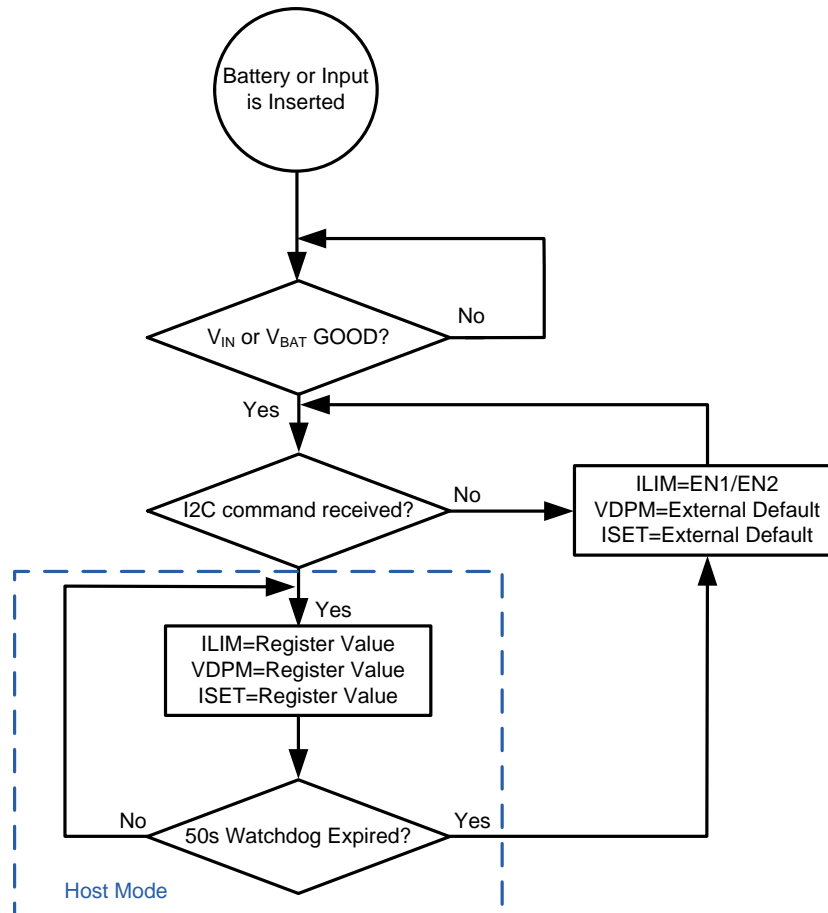 Battery or Input
is Inserted
V_IN or V_BAT GOOD?
No
Yes
I2C command received?
No
ILIM=EN1/EN2
VDPM=External Default
ISET=External Default
Yes
ILIM=Register Value
VDPM=Register Value
ISET=Register Value
50s Watchdog Expired?
No
Yes
Host Mode